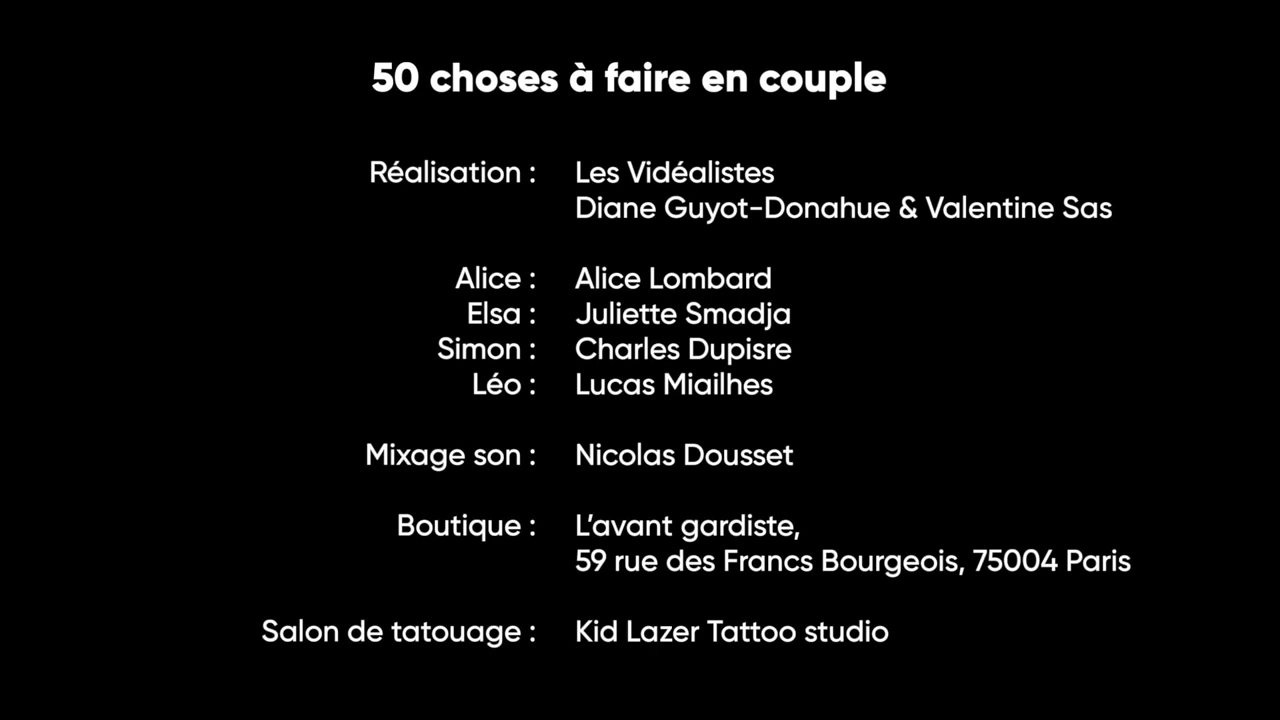 50 choses à faire en couple
Réalisation : Les Vidéalistes
Diane Guyot-Donahue & Valentine Sas
Alice : Alice Lombard
Elsa : Juliette Smadja
Simon : Charles Dupisre
Léo : Lucas Miailhes
Mixage son : Nicolas Dousset
Boutique : L’avant gardiste,
59 rue des Francs Bourgeois, 75004 Paris
Salon de tatouage : Kid Lazer Tattoo studio